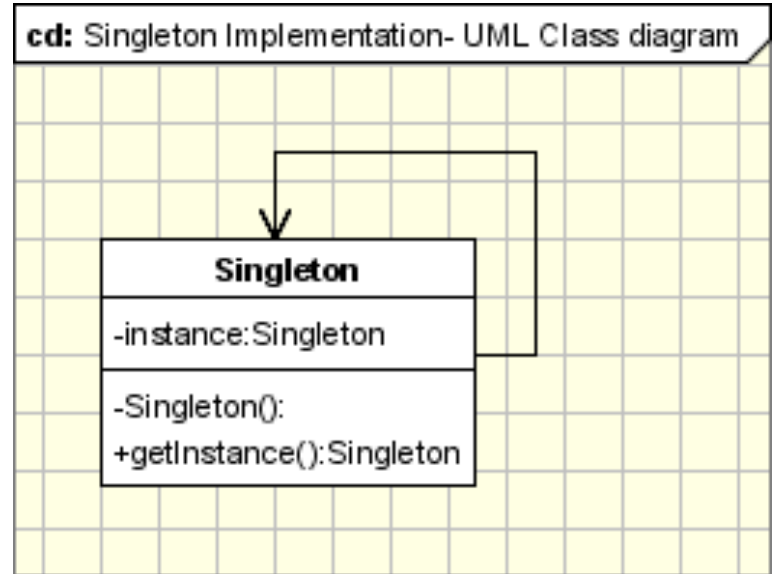 cd: Singleton Implementation- UML Class diagram
Singleton
-instance:Singleton
-Singleton():
+getInstance():Singleton